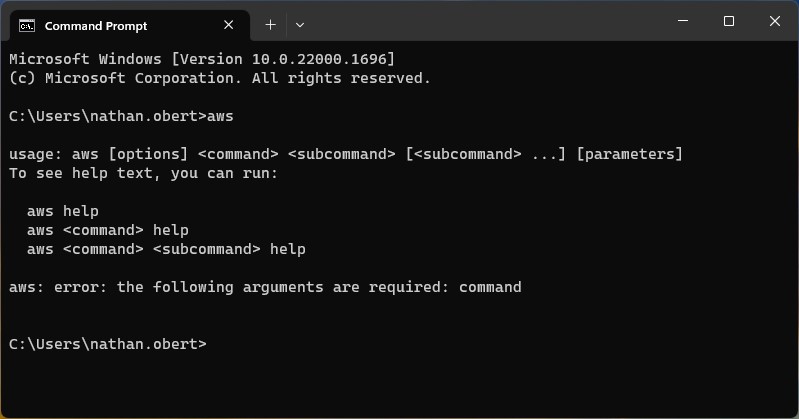 Command Prompt
Microsoft Windows [Version 10.0.22000.1696]
(c) Microsoft Corporation. All rights reserved.
C:\Users\nathan.obert>aws
usage: aws [options] <command> <subcommand> [<subcommand> ...] [parameters]
To see help text, you can run:
aws help
aws <command> help
aws <command> <subcommand> help
aws: error: the following arguments are required: command
C:\Users\nathan.obert>